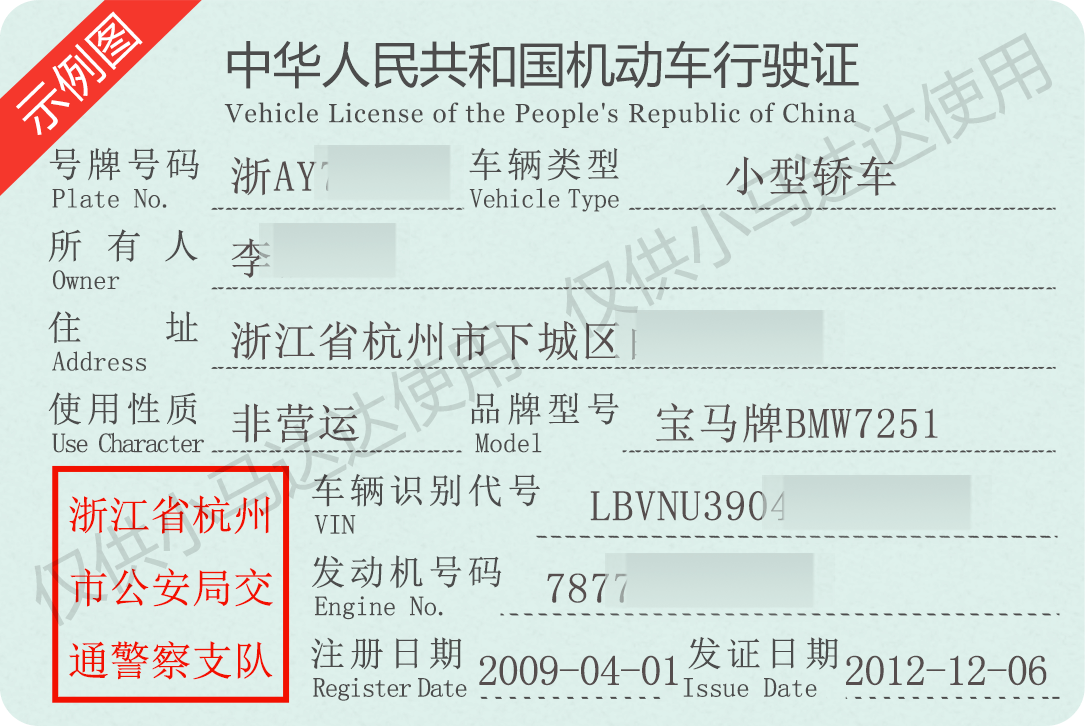 示例图
中华人民共和国机动车行驶证
Vehicle License of the People's Republic of China
号牌号码 浙AY7 车辆类型 小型轿车
Plate No. Vehicle Type
所有人 李
Owner
住址 浙江省杭州市下城区
Address
使用性质 非营运 品牌型号 宝马牌BMW7251
Use Character Model
浙江省杭州
市公安局交
通警察支队
车辆识别代号 LBVNU3904
VIN
发动机号码 7877
Engine No.
注册日期 2009-04-01 发证日期 2012-12-06
Register Date Issue Date
仅供小马达达使用
仅供小马达达使用